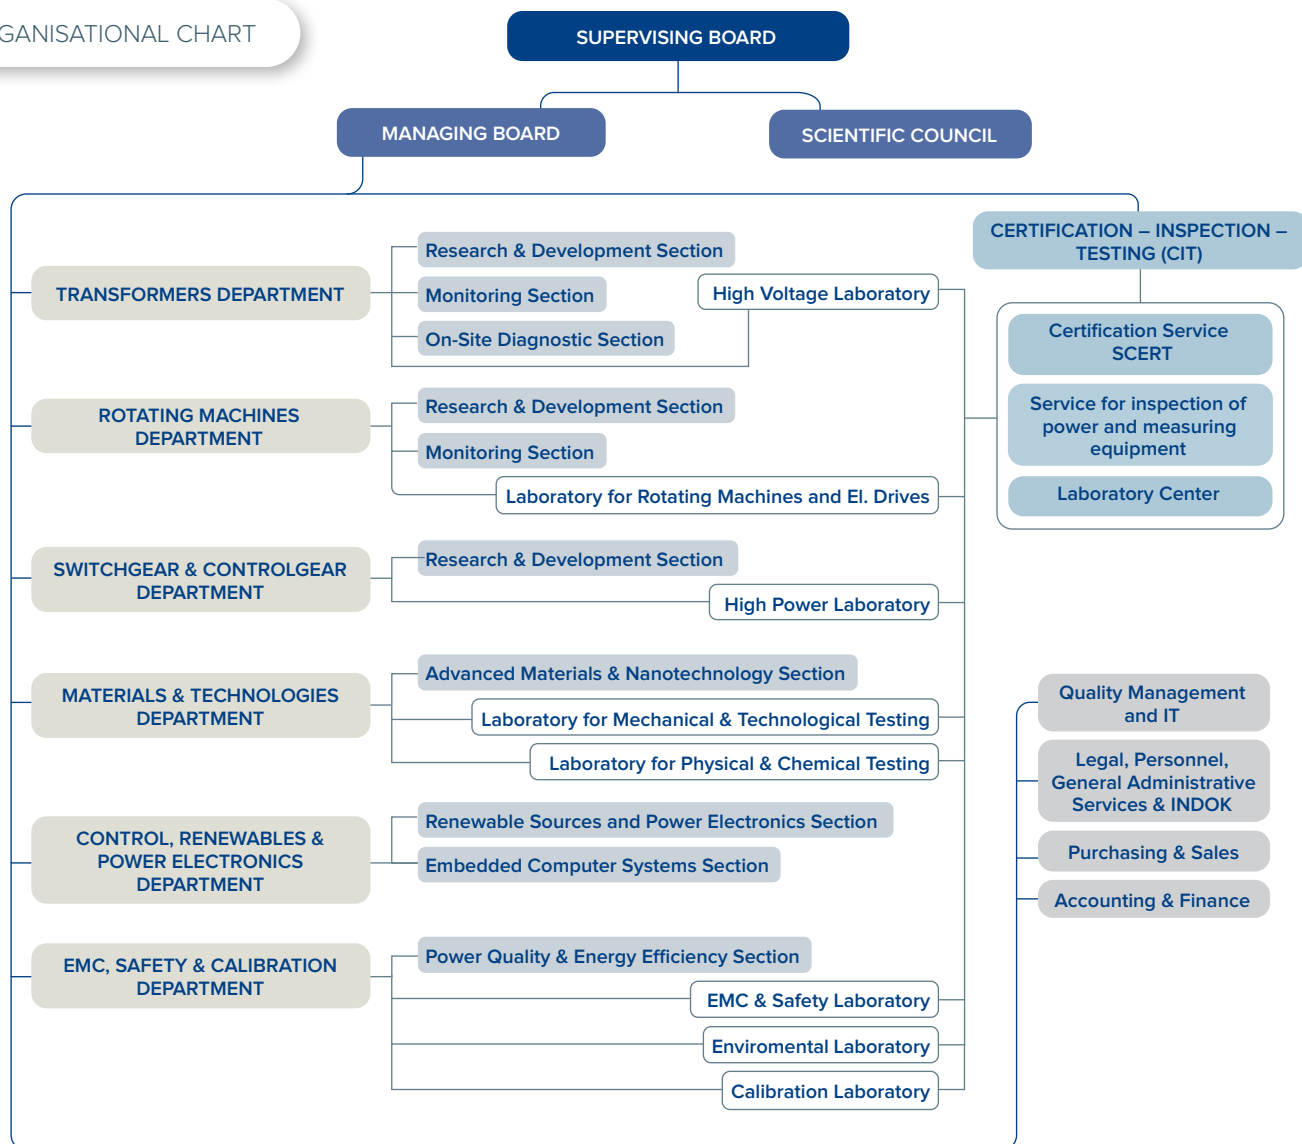 GANISATIONAL CHART
SUPERVISING BOARD
MANAGING BOARD
SCIENTIFIC COUNCIL
CERTIFICATION – INSPECTION –
TESTING (CIT)
Certification Service
SCERT
Service for inspection of
power and measuring
equipment
Laboratory Center
TRANSFORMERS DEPARTMENT
Research & Development Section
Monitoring Section
High Voltage Laboratory
On-Site Diagnostic Section
ROTATING MACHINES
DEPARTMENT
Research & Development Section
Monitoring Section
Laboratory for Rotating Machines and El. Drives
SWITCHGEAR & CONTROLGEAR
DEPARTMENT
Research & Development Section
High Power Laboratory
MATERIALS & TECHNOLOGIES
DEPARTMENT
Advanced Materials & Nanotechnology Section
Laboratory for Mechanical & Technological Testing
Laboratory for Physical & Chemical Testing
CONTROL, RENEWABLES &
POWER ELECTRONICS
DEPARTMENT
Renewable Sources and Power Electronics Section
Embedded Computer Systems Section
EMC, SAFETY & CALIBRATION
DEPARTMENT
Power Quality & Energy Efficiency Section
EMC & Safety Laboratory
Enviromental Laboratory
Calibration Laboratory
Quality Management
and IT
Legal, Personnel,
General Administrative
Services & INDOK
Purchasing & Sales
Accounting & Finance